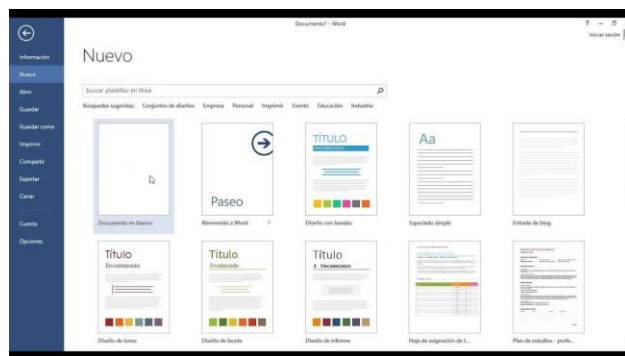 Documento1 - Word
Iniciar sesión
Información
Nuevo
Abrir
Guardar
Guardar como
Imprimir
Compartir
Exportar
Cerrar
Cuenta
Opciones
Nuevo
Buscar plantillas en línea
Búsquedas sugeridas: Conjuntos de diseños Empresa Personal Imprimir Evento Educación Industria
Paseo
TÍTULO
Aa
Documento en blanco
Bienvenido a Word
Diseño con bandas
Espaciado simple
Entrada de blog
Título
Encabezado
Título
Encabezado
Título
1 ENCABEZADO
Diseño de iones
Diseño de faceta
Diseño de informe
Hoja de asignación de t...
Plan de estudios - profe...